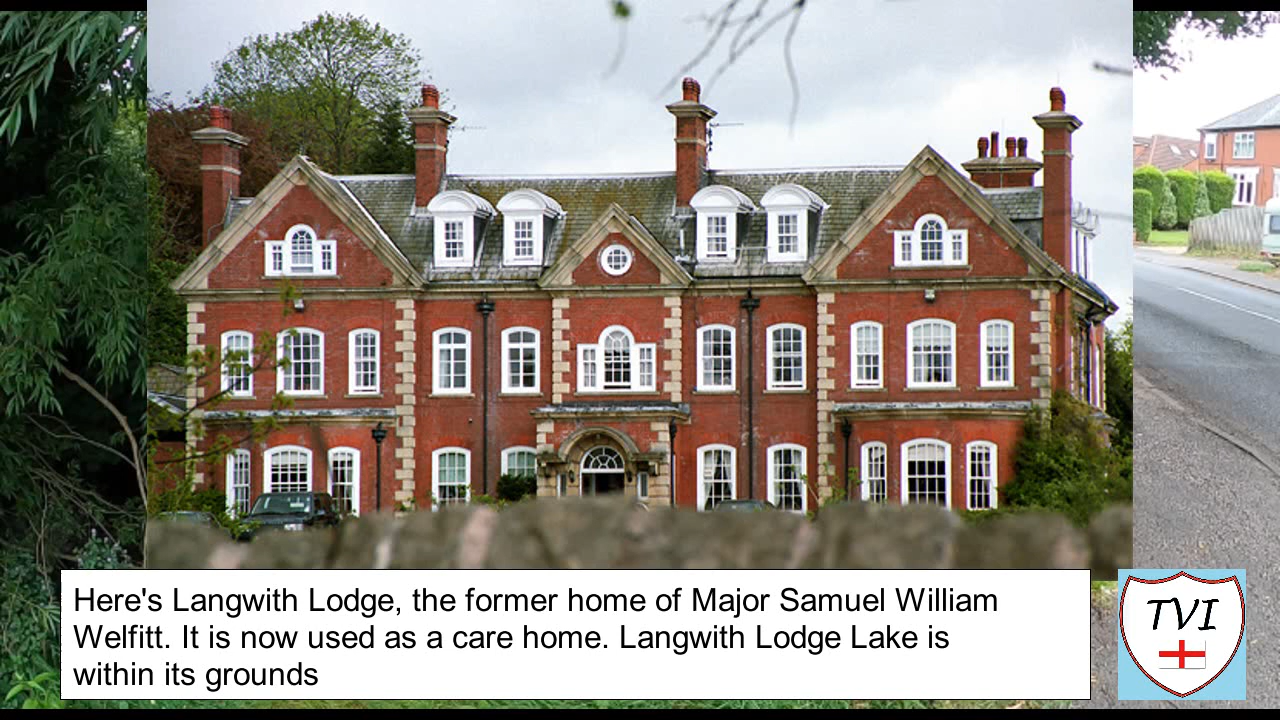 Here's Langwith Lodge, the former home of Major Samuel William
Welfitt. It is now used as a care home. Langwith Lodge Lake is
within its grounds
TVI